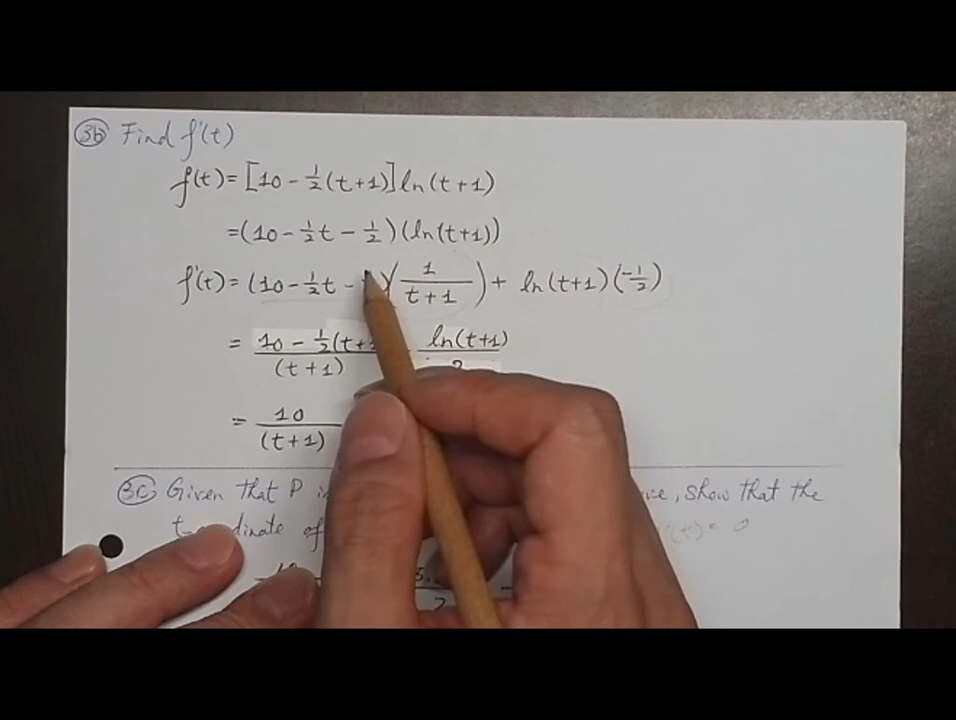 3b Find f'(t)
f(t) = [10 - 1/2(t+1)] ln(t+1)
= (10 - 1/2t - 1/2)(ln(t+1))
f'(t) = (10 - 1/2t - )(1/(t+1)) + ln(t+1)(-1/2)
= 10 - 1/2(t+ /(t+1) ln(t+1)/2
= 10/(t+1)
3c Given that P , show that the
t- dinate of (t) = 0